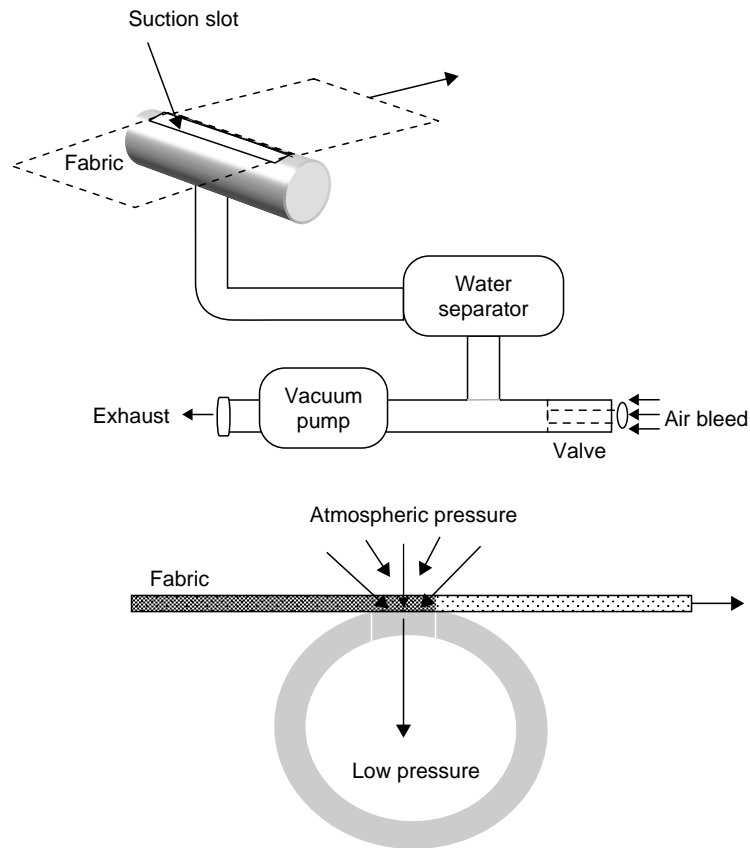 Suction slot
Fabric
Water
separator
Vacuum
pump
Exhaust
Air bleed
Valve
Atmospheric pressure
Fabric
Low pressure